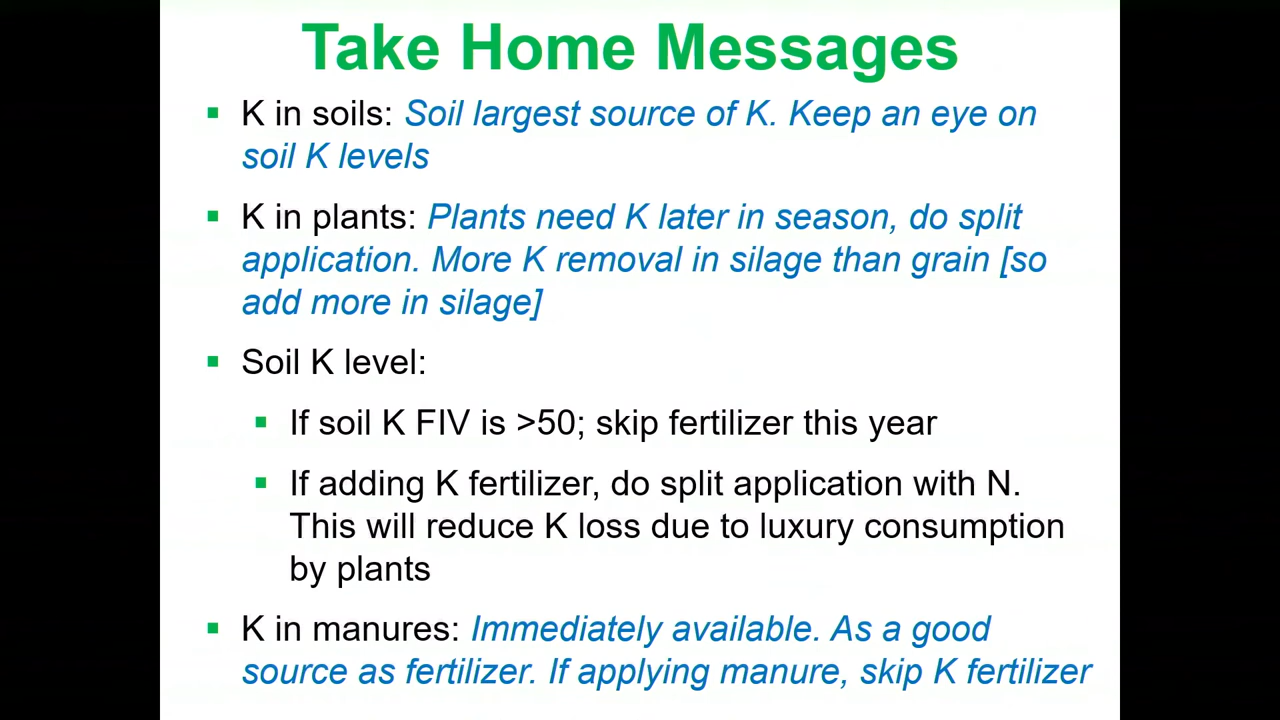 Take Home Messages
K in soils: Soil largest source of K. Keep an eye on
soil K levels
K in plants: Plants need K later in season, do split
application. More K removal in silage than grain [so
add more in silage]
Soil K level:
If soil K FIV is >50; skip fertilizer this year
If adding K fertilizer, do split application with N.
This will reduce K loss due to luxury consumption
by plants
K in manures: Immediately available. As a good
source as fertilizer. If applying manure, skip K fertilizer